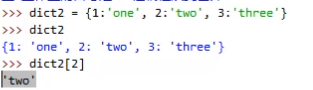 >>> dict2 = {1:'one', 2:'two', 3:'three'}
>>> dict2
{1: 'one', 2: 'two', 3: 'three'}
>>> dict2[2]
'two'